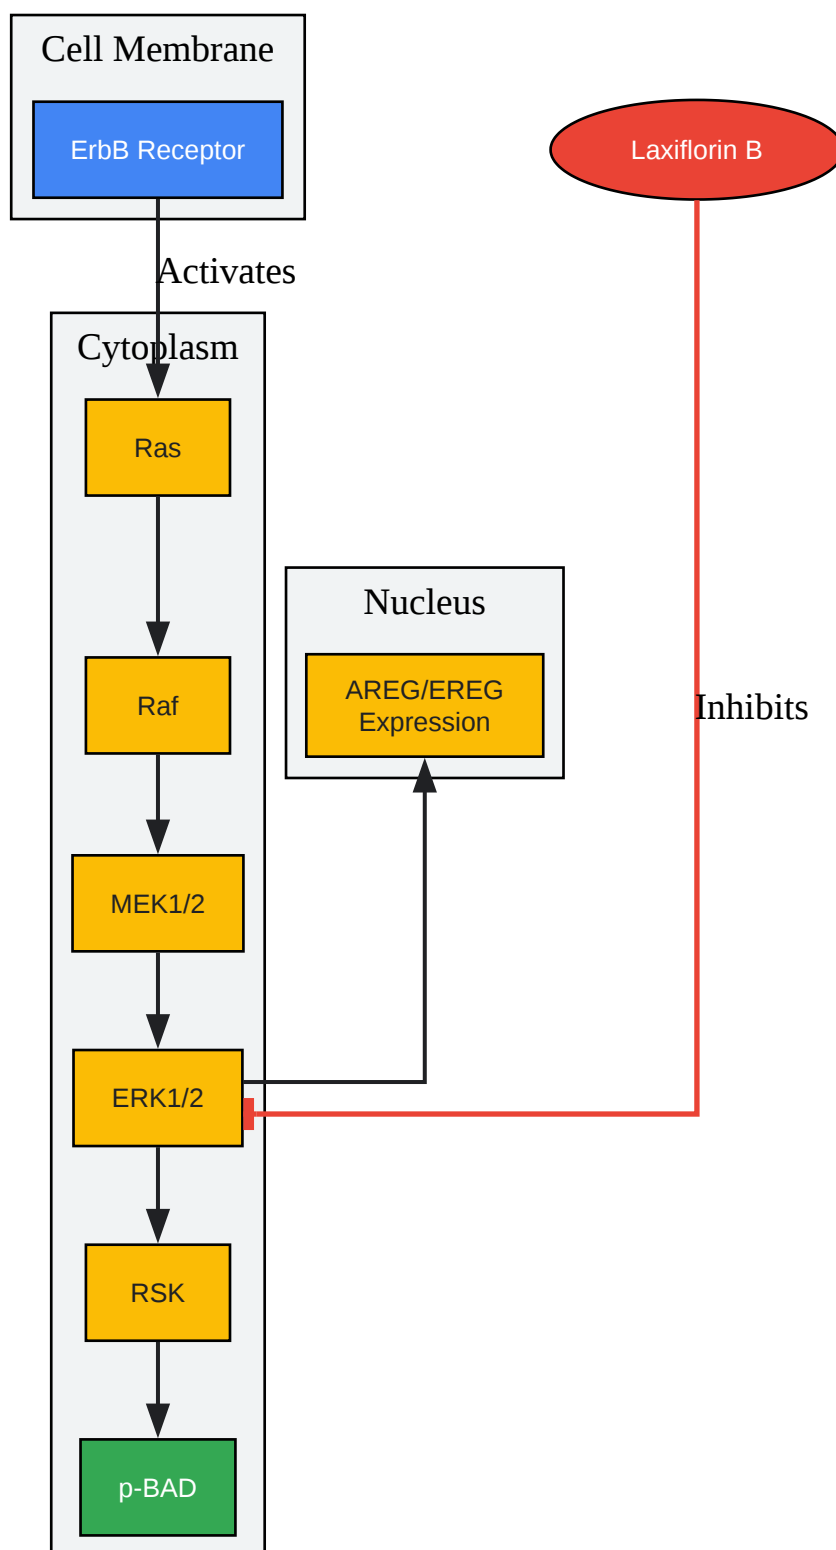 Cell Membrane
ErbB Receptor
Laxiflorin B
Activates
Cytoplasm
Ras
Nucleus
AREG/EREG
Expression
Raf
Inhibits
MEK1/2
ERK1/2
RSK
p-BAD